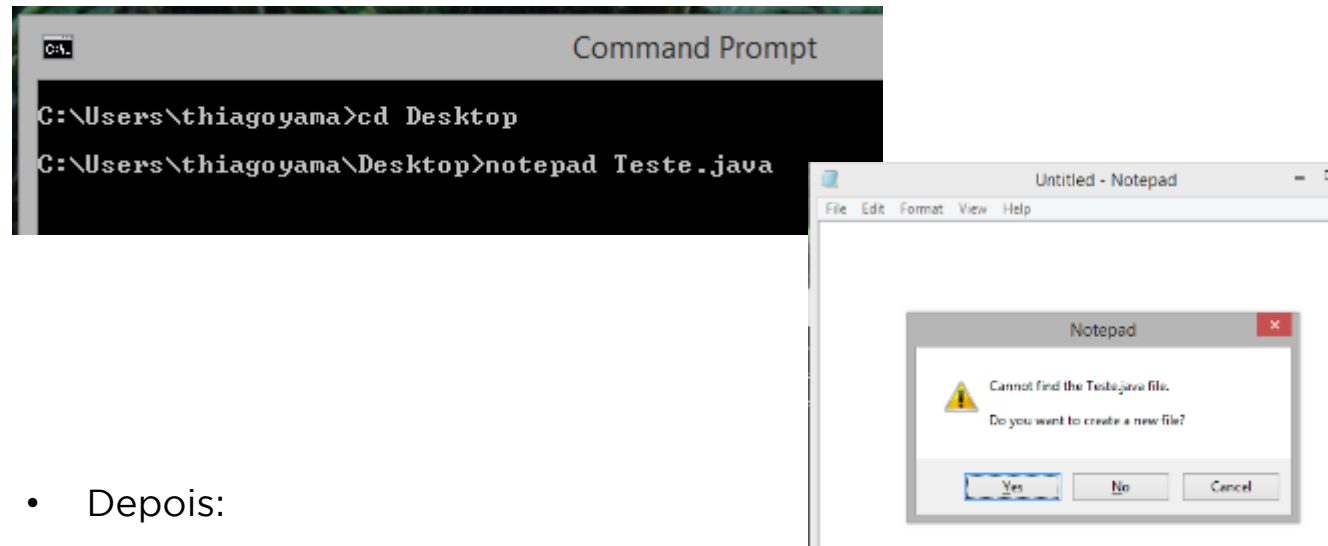 Command Prompt
C:\Users\thiagoyama>cd Desktop
C:\Users\thiagoyama\Desktop>notepad Teste.java
Untitled - Notepad
File Edit Format View Help
Notepad
Cannot find the Teste.java file.
Do you want to create a new file?
Yes No Cancel
• Depois: